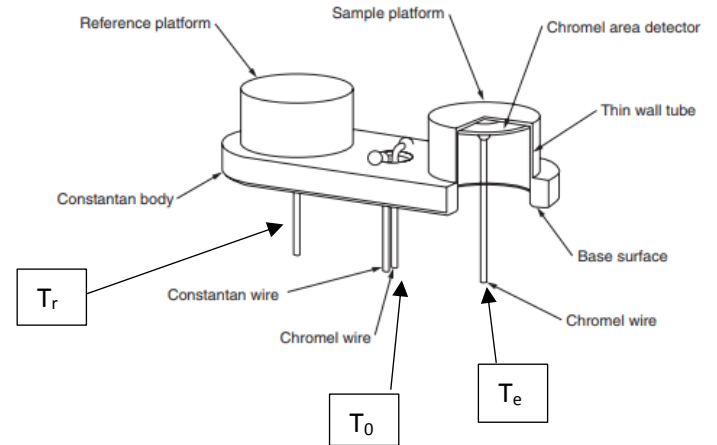 Reference platform
Sample platform
Chromel area detector
Thin wall tube
Constantan body
Base surface
Tr
Constantan wire
Chromel wire
Chromel wire
T0
Te